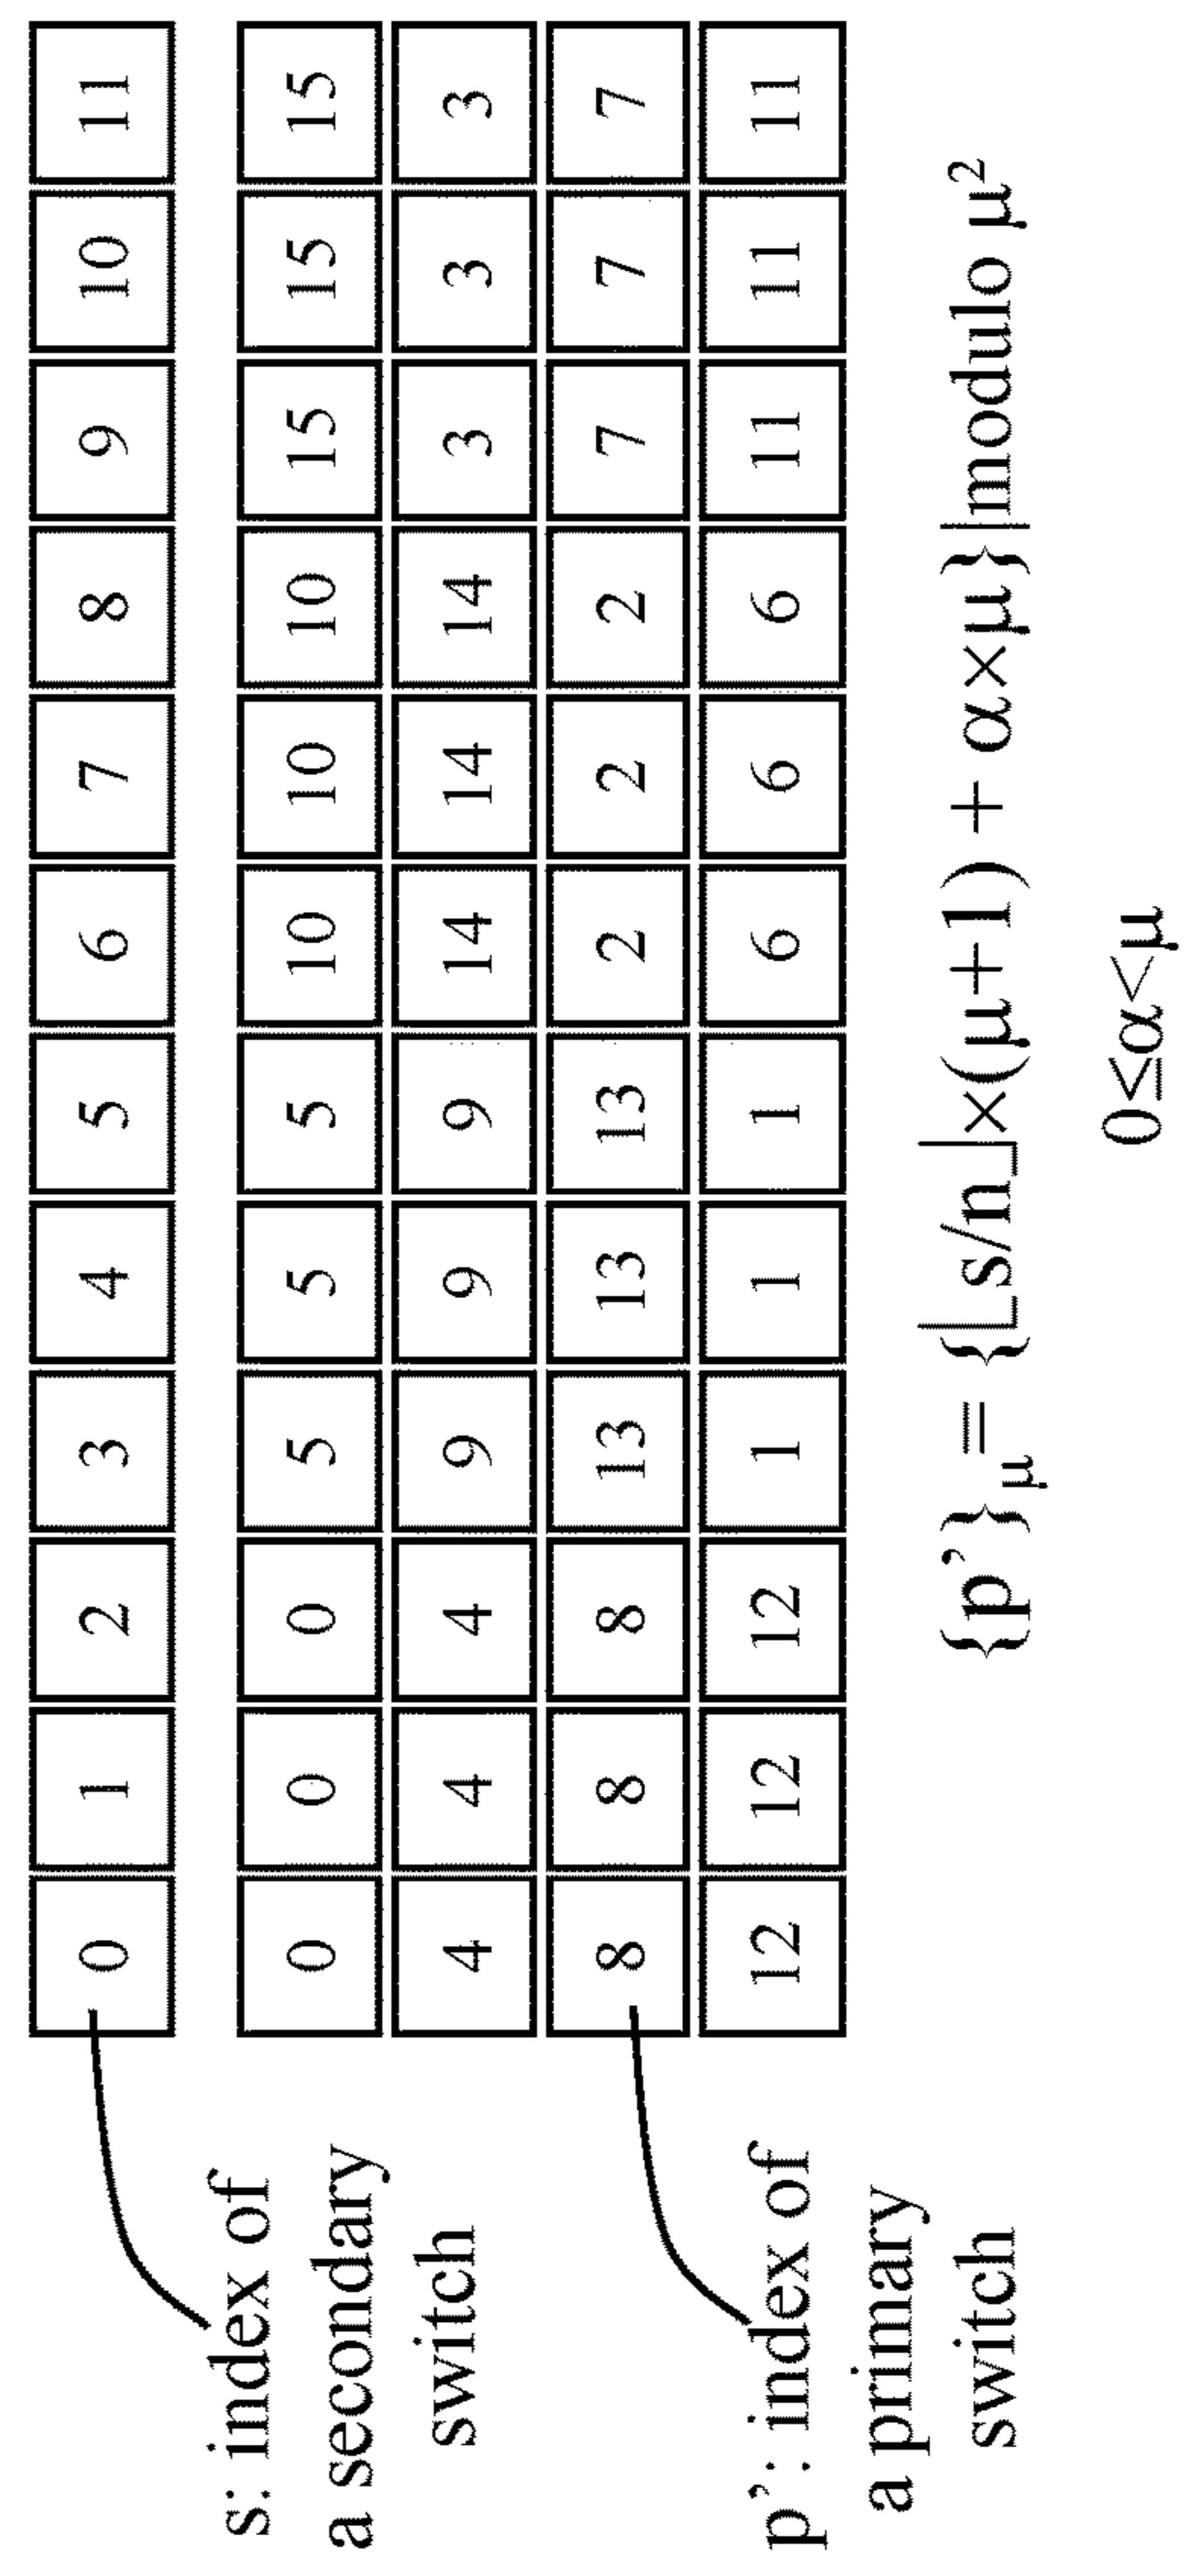 0 1 2 3 4 5 6 7 8 9 10 11
0 0 0 5 5 5 10 10 10 15 15 15
4 4 4 9 9 9 14 14 14 3 3 3
8 8 8 13 13 13 2 2 2 7 7 7
12 12 12 1 1 1 6 6 6 11 11 11
s: index of
a secondary
switch
p’: index of
a primary
switch
{p’}μ = {⌊s/n⌋×(μ+1) + α×μ}|modulo μ²
0≤α<μ